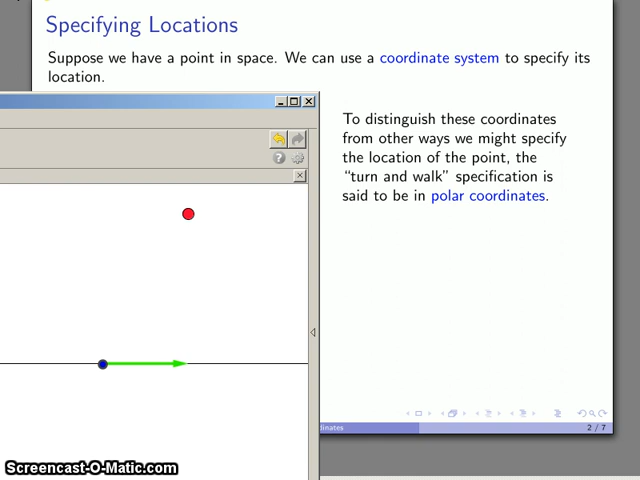 Specifying Locations
Suppose we have a point in space. We can use a coordinate system to specify its
location.
To distinguish these coordinates
from other ways we might specify
the location of the point, the
“turn and walk” specification is
said to be in polar coordinates.
inates
2 / 7
Screencast-O-Matic.com